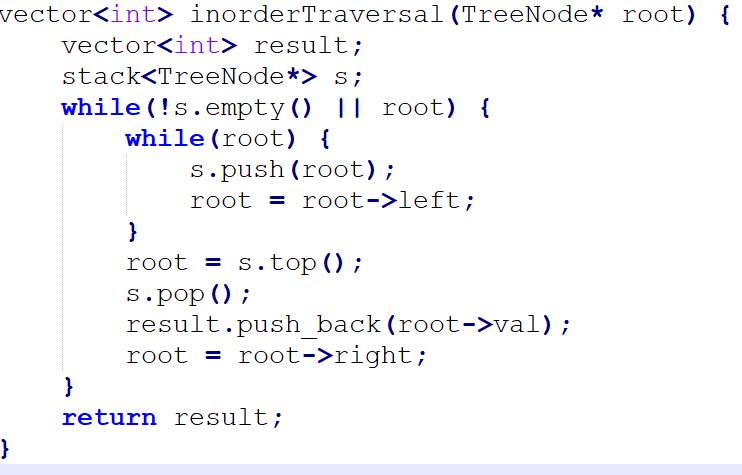 vector<int> inorderTraversal(TreeNode* root) {
    vector<int> result;
    stack<TreeNode*> s;
    while(!s.empty() || root) {
        while(root) {
            s.push(root);
            root = root->left;
        }
        root = s.top();
        s.pop();
        result.push_back(root->val);
        root = root->right;
    }
    return result;
}